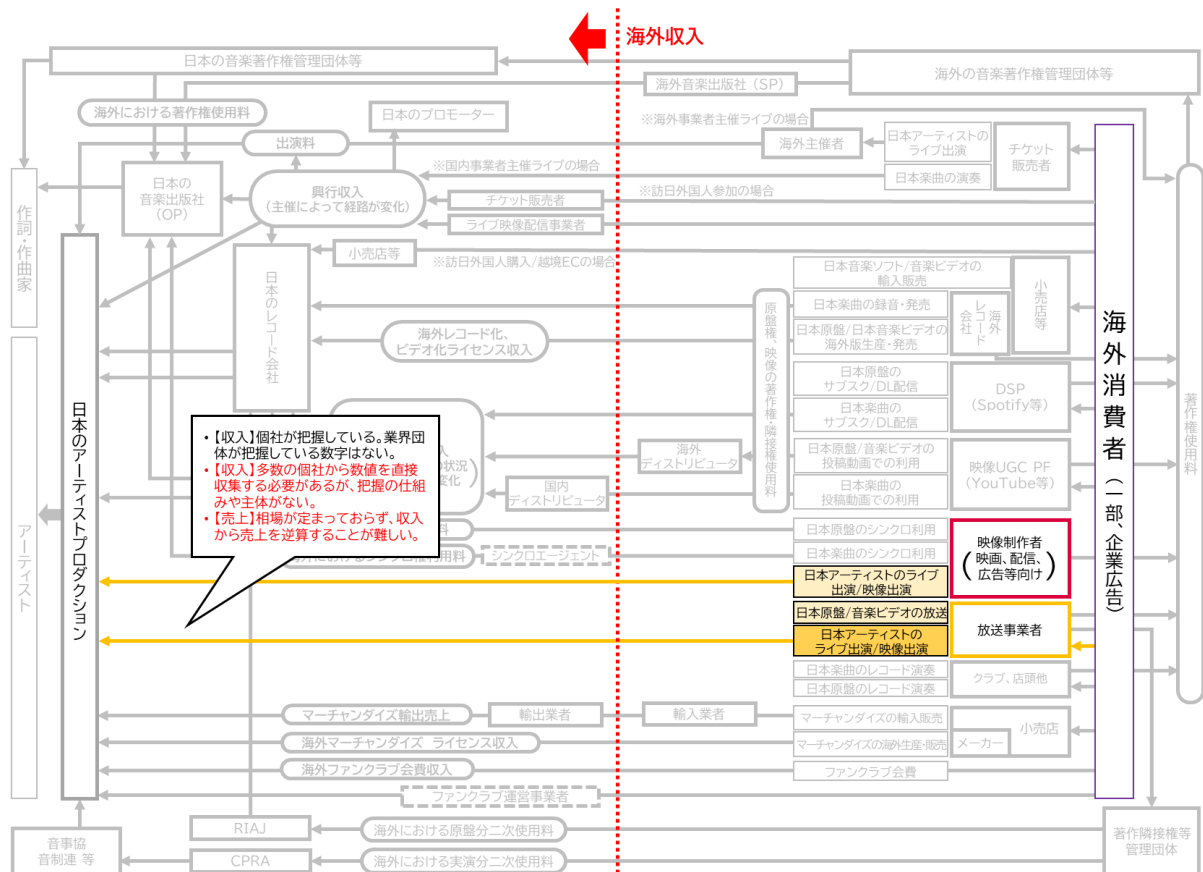 海外収入
日本の音楽著作権管理団体等
海外の音楽著作権管理団体等
海外音楽出版社（SP）
海外における著作権使用料
日本のプロモーター
※海外事業者主催ライブの場合
出演料
海外主催者
日本アーティストの
ライブ出演
チケット
販売者
日本楽曲の演奏
※国内事業者主催ライブの場合
日本の
音楽出版社
（OP）
興行収入
（主催によって経路が変化）
※訪日外国人参加の場合
チケット販売者
ライブ映像配信事業者
作詞・作曲家
小売店等
※訪日外国人購入/越境ECの場合
日本のレコード会社
日本音楽ソフト/音楽ビデオの
輸入販売
小売店等
原盤権、映像の著作権・隣接権使用料
日本楽曲の録音・発売
海外
レコード
会社
日本原盤/日本音楽ビデオの
海外版生産・発売
海外レコード化、
ビデオ化ライセンス収入
海外消費者（一部、企業広告）
著作権使用料
日本原盤の
サブスク/DL配信
DSP
（Spotify等）
日本楽曲の
サブスク/DL配信
日本のアーティストプロダクション
アーティスト
・【収入】個社が把握している。業界団
体が把握している数字はない。
・【収入】多数の個社から数値を直接
収集する必要があるが、把握の仕組
みや主体がない。
・【売上】相場が定まっておらず、収入
から売上を逆算することが難しい。
入
の状況
変化
海外
ディストリビュータ
日本原盤/音楽ビデオの
投稿動画での利用
映像UGC PF
（YouTube等）
国内
ディストリビュータ
日本楽曲の
投稿動画での利用
料
日本原盤のシンクロ利用
映像制作者
（映画、配信、
広告等向け）
シンクロエージェント
日本楽曲のシンクロ利用
日本アーティストのライブ
出演/映像出演
日本原盤/音楽ビデオの放送
放送事業者
日本アーティストの
ライブ出演/映像出演
日本楽曲のレコード演奏
クラブ、店頭他
日本原盤のレコード演奏
マーチャンダイズ輸出売上
輸出業者
輸入業者
マーチャンダイズの輸入販売
小売店
海外マーチャンダイズ ライセンス収入
マーチャンダイズの海外生産・販売
メーカー
海外ファンクラブ会費収入
ファンクラブ会費
ファンクラブ運営事業者
音事協
音制連 等
RIAJ
海外における原盤分二次使用料
著作隣接権等
管理団体
CPRA
海外における実演分二次使用料